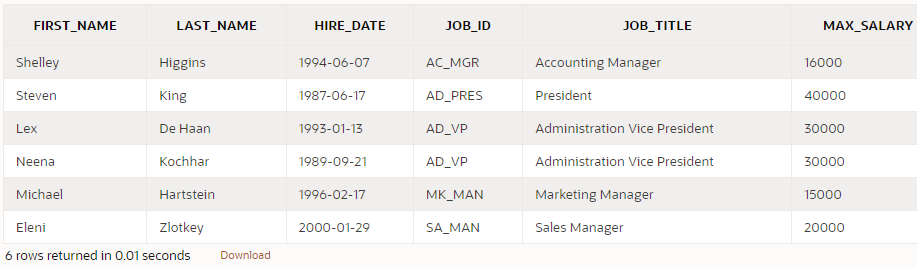 FIRST_NAME LAST_NAME HIRE_DATE JOB_ID JOB_TITLE MAX_SALARY
Shelley Higgins 1994-06-07 AC_MGR Accounting Manager 16000
Steven King 1987-06-17 AD_PRES President 40000
Lex De Haan 1993-01-13 AD_VP Administration Vice President 30000
Neena Kochhar 1989-09-21 AD_VP Administration Vice President 30000
Michael Hartstein 1996-02-17 MK_MAN Marketing Manager 15000
Eleni Zlotkey 2000-01-29 SA_MAN Sales Manager 20000
6 rows returned in 0.01 seconds Download